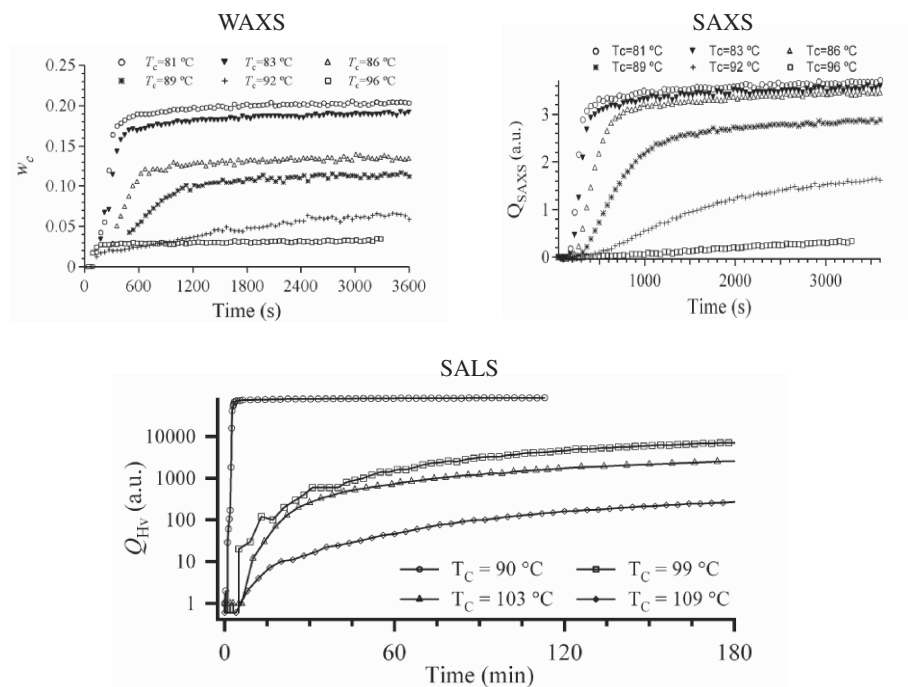 WAXS
T_c=81 ºC T_c=83 ºC T_c=86 ºC
T_c=89 ºC T_c=92 ºC T_c=96 ºC
0.25
0.20
0.15
0.10
0.05
0
w_c
0 600 1200 1800 2400 3000 3600
Time (s)
SAXS
Tc=81 ºC Tc=83 ºC Tc=86 ºC
Tc=89 ºC Tc=92 ºC Tc=96 ºC
3
2
1
0
Q_SAXS (a.u.)
1000 2000 3000
Time (s)
SALS
10000
1000
100
10
1
Q_Hv (a.u.)
T_C = 90 °C T_C = 99 °C
T_C = 103 °C T_C = 109 °C
0 60 120 180
Time (min)